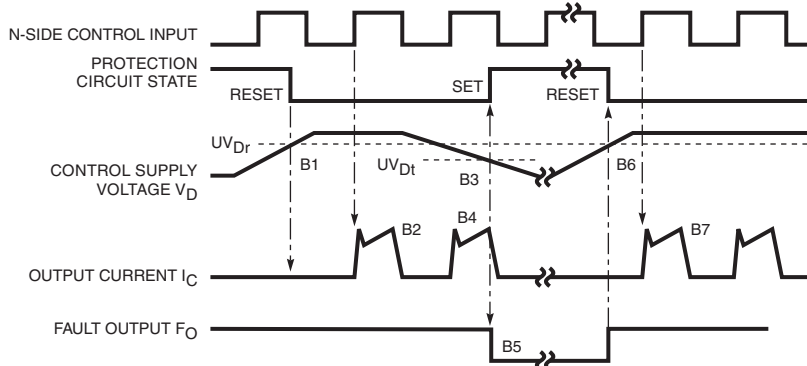 N-SIDE CONTROL INPUT
PROTECTION
CIRCUIT STATE
RESET
SET
RESET
UVDr
B1
UVDt
B3
B6
CONTROL SUPPLY
VOLTAGE VD
B2
B4
B7
OUTPUT CURRENT IC
FAULT OUTPUT FO
B5